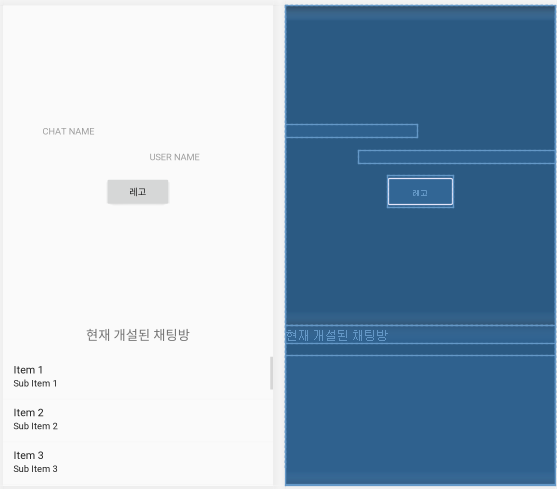 CHAT NAME
USER NAME
레고
현재 개설된 채팅방
Item 1
Sub Item 1
Item 2
Sub Item 2
Item 3
Sub Item 3
레고
현재 개설된 채팅방